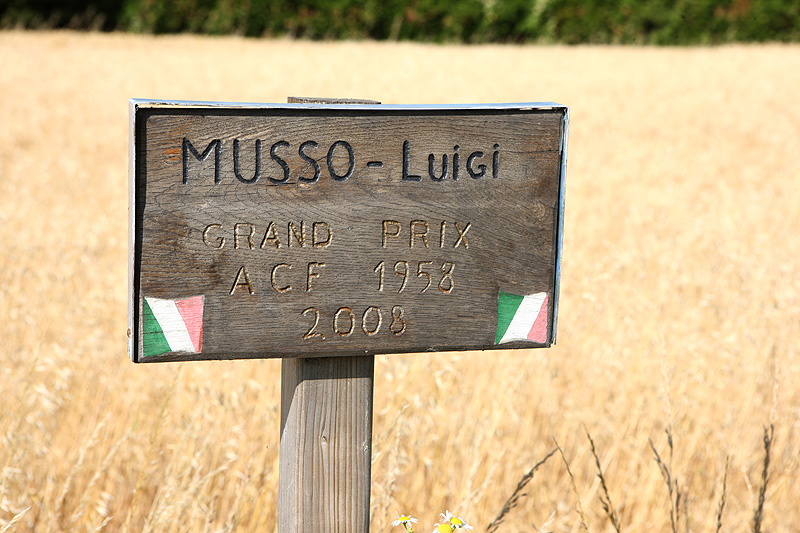 MUSSO - Luigi
GRAND PRIX
ACF 1958
2008